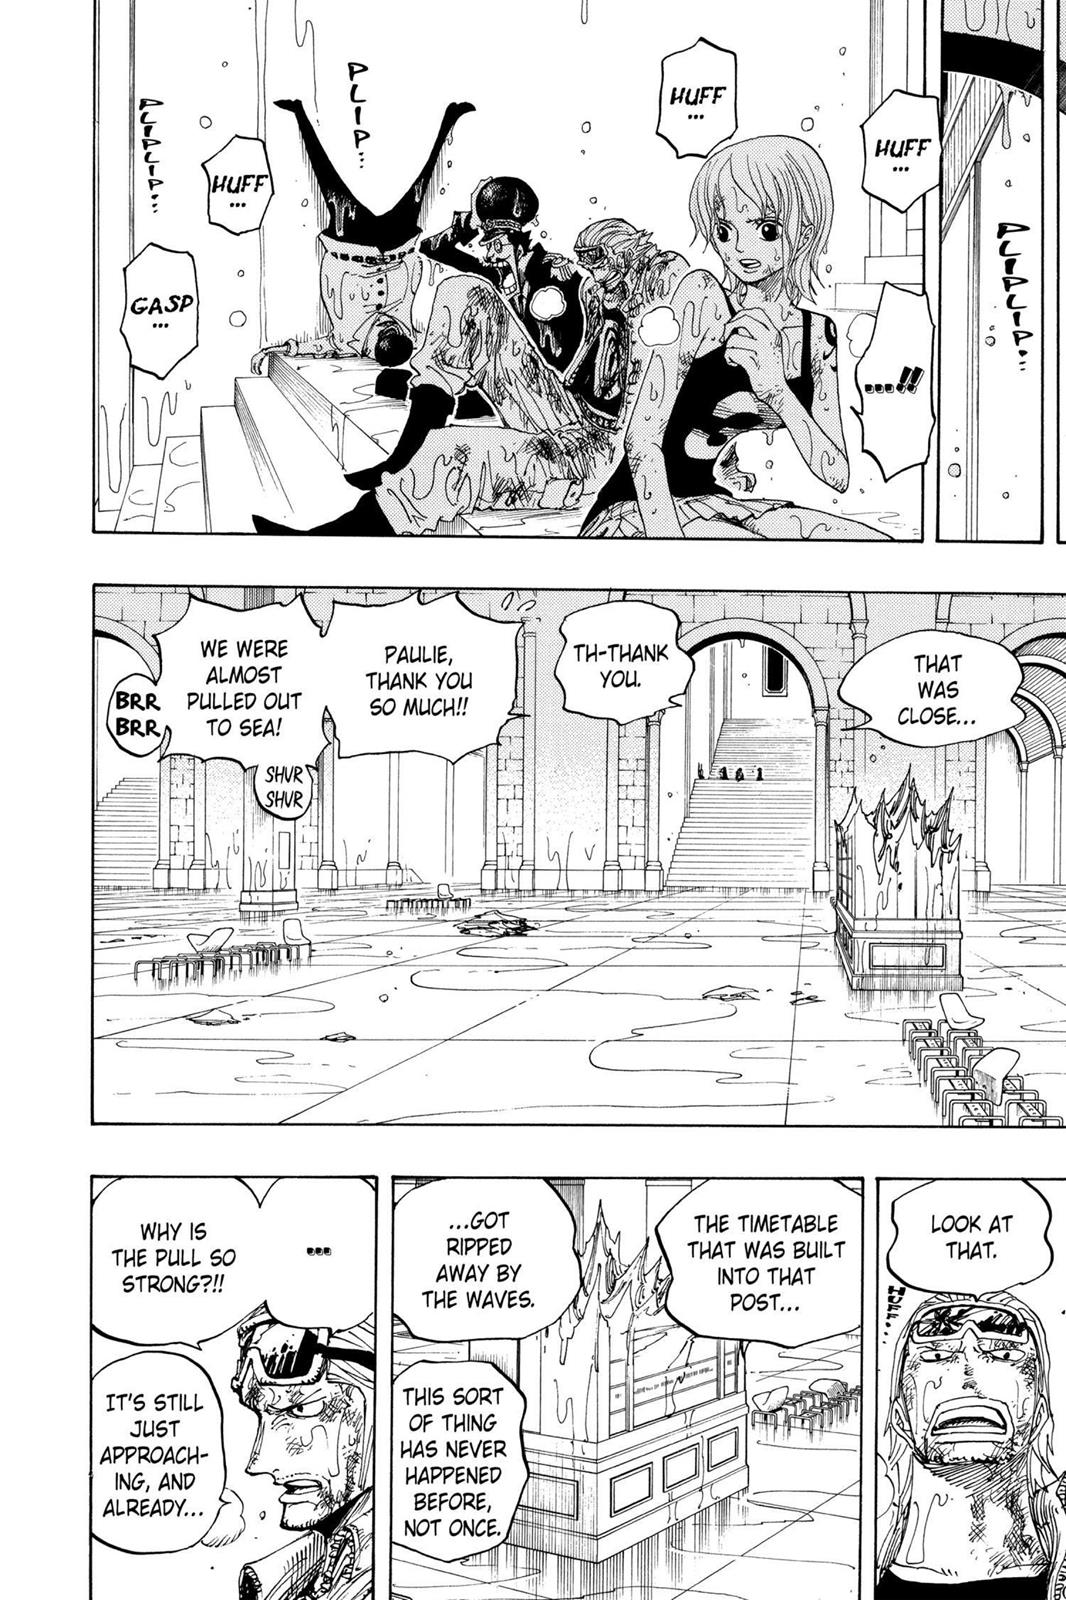 HUFF
...
PLIPLIP...
HUFF
...
....!!
PLIP...
HUFF
...
PLIPLIP...
GASP
...
THAT
WAS
CLOSE...
TH-THANK
YOU.
PAULIE,
THANK YOU
SO MUCH!!
WE WERE
ALMOST
PULLED OUT
TO SEA!
SHVR
SHVR
BRR
BRR
LOOK AT
THAT.
HUFF...
THE TIMETABLE
THAT WAS BUILT
INTO THAT
POST...
...GOT
RIPPED
AWAY BY
THE WAVES.
THIS SORT
OF THING
HAS NEVER
HAPPENED
BEFORE,
NOT ONCE.
...
WHY IS
THE PULL SO
STRONG?!!
IT'S STILL
JUST
APPROACH-
ING, AND
ALREADY...